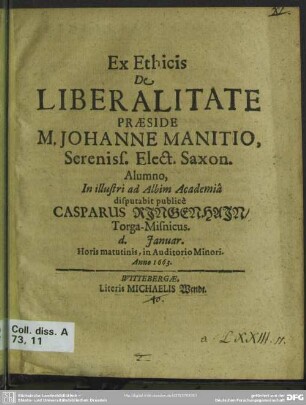 Ex Ethicis
De
LIBERALITATE
PRÆSIDE
M. JOHANNE MANITIO,
Sereniss. Elect. Saxon.
Alumno,
In illustri ad Albim Academiâ
disputabit publicè
CASPARUS RINGENHAIN/
Torga-Misnicus.
d. Januar.
Horis matutinis, in Auditorio Minori.
Anno 1663.
WITTEBERGÆ,
Literis MICHAELIS Wendt.
Coll. diss. A
73, 11
LXXIII. 11.